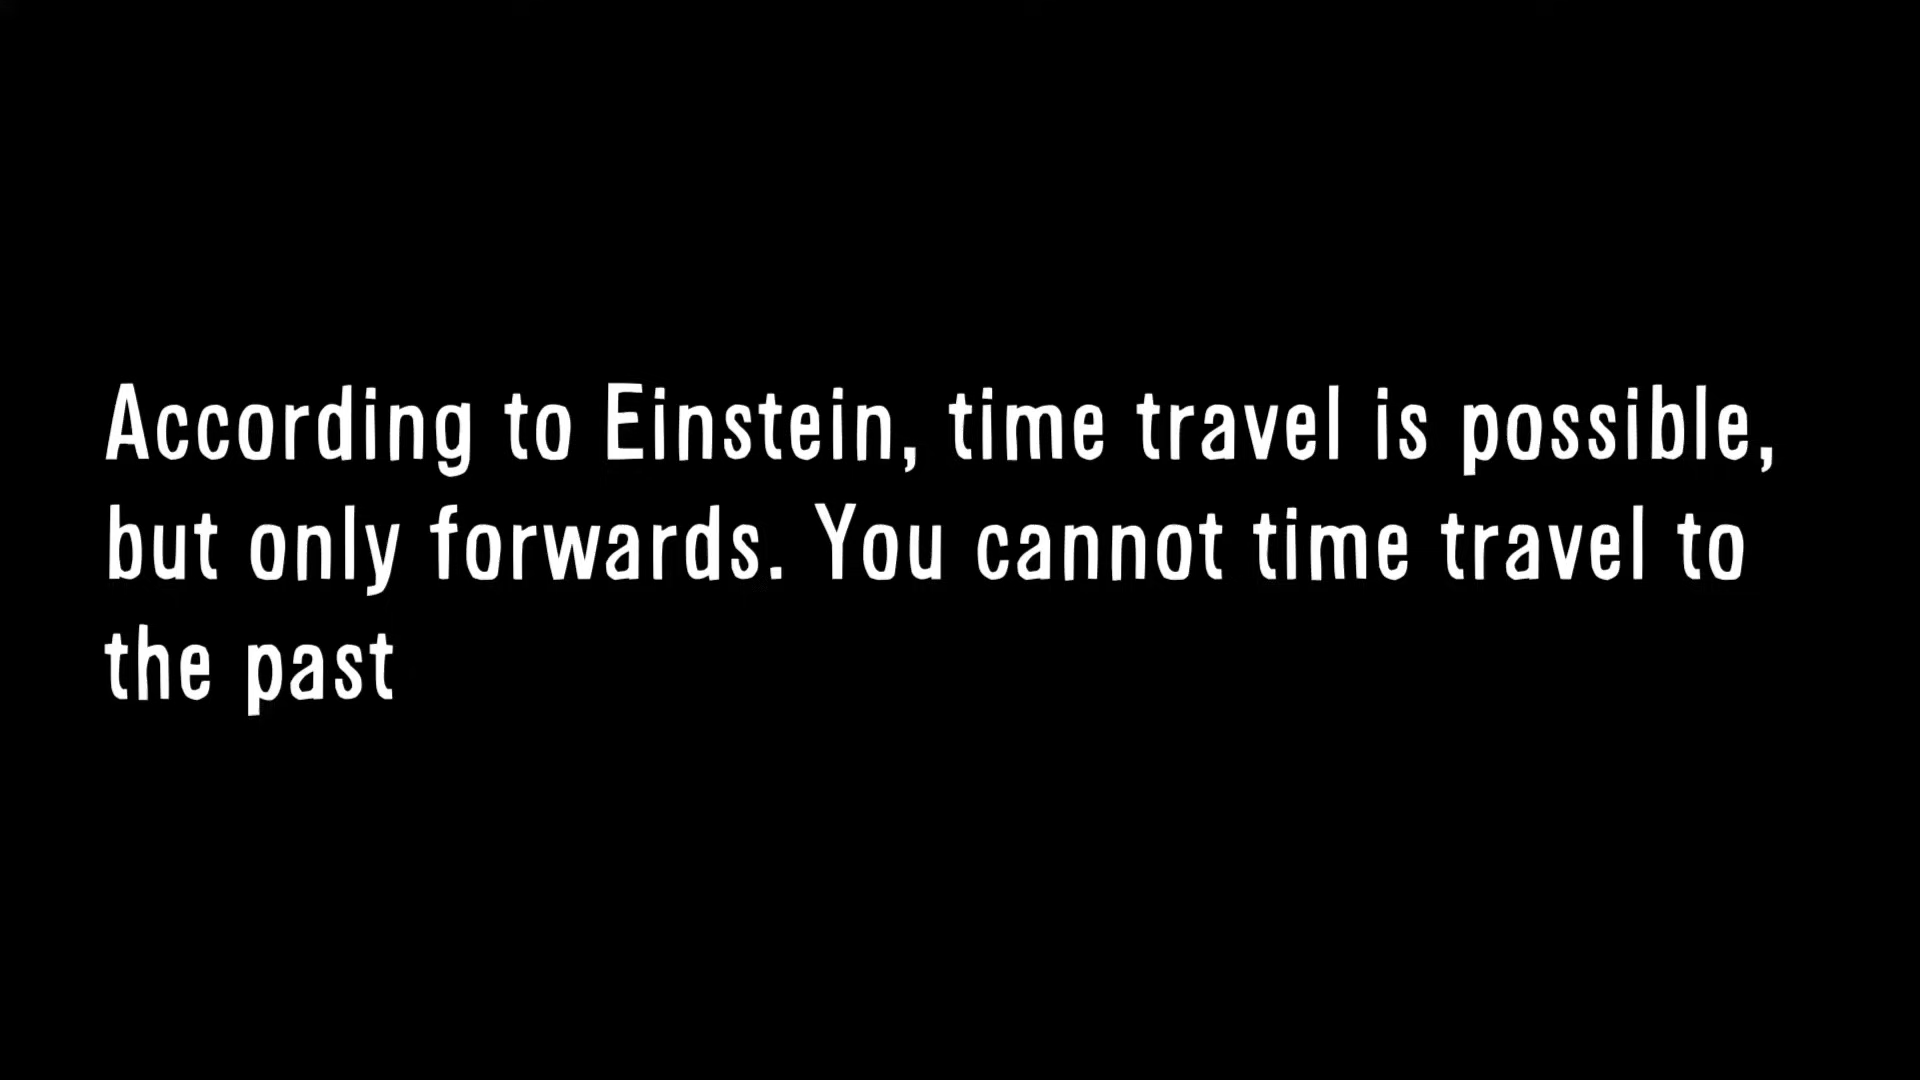 According to Einstein, time travel is possible,
but only forwards. You cannot time travel to
the past